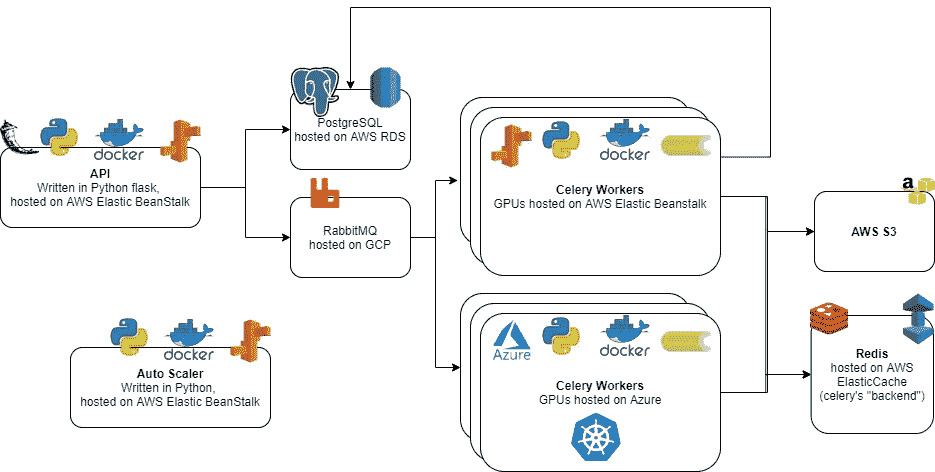 PostgreSQL
hosted on AWS RDS
docker
API
Written in Python flask,
hosted on AWS Elastic BeanStalk
RabbitMQ
hosted on GCP
docker
Celery Workers
GPUs hosted on AWS Elastic Beanstalk
a
AWS S3
docker
Auto Scaler
Written in Python,
hosted on AWS Elastic BeanStalk
Azure
docker
Celery Workers
GPUs hosted on Azure
Redis
hosted on AWS
ElasticCache
(celery's "backend")